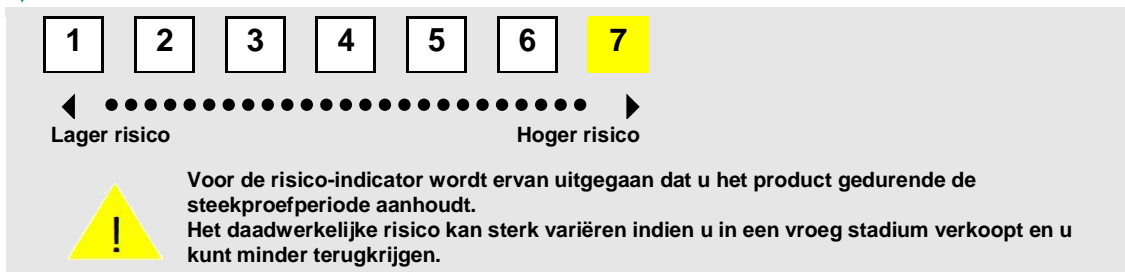 1 2 3 4 5 6 7
Lager risico Hoger risico
Voor de risico-indicator wordt ervan uitgegaan dat u het product gedurende de
steekproefperiode aanhoudt.
!
Het daadwerkelijke risico kan sterk variëren indien u in een vroeg stadium verkoopt en u
kunt minder terugkrijgen.